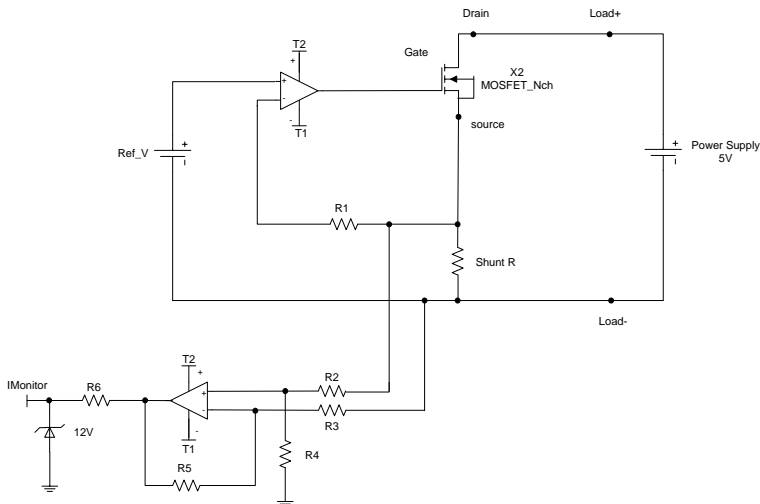 Drain
Load+
T2
+
Gate
X2
MOSFET_Nch
+
-
-
T1
source
Ref_V
+
Power Supply
5V
+
R1
Shunt R
Load-
T2
+
IMonitor
R6
R2
+
-
R3
12V
T1
-
R4
R5